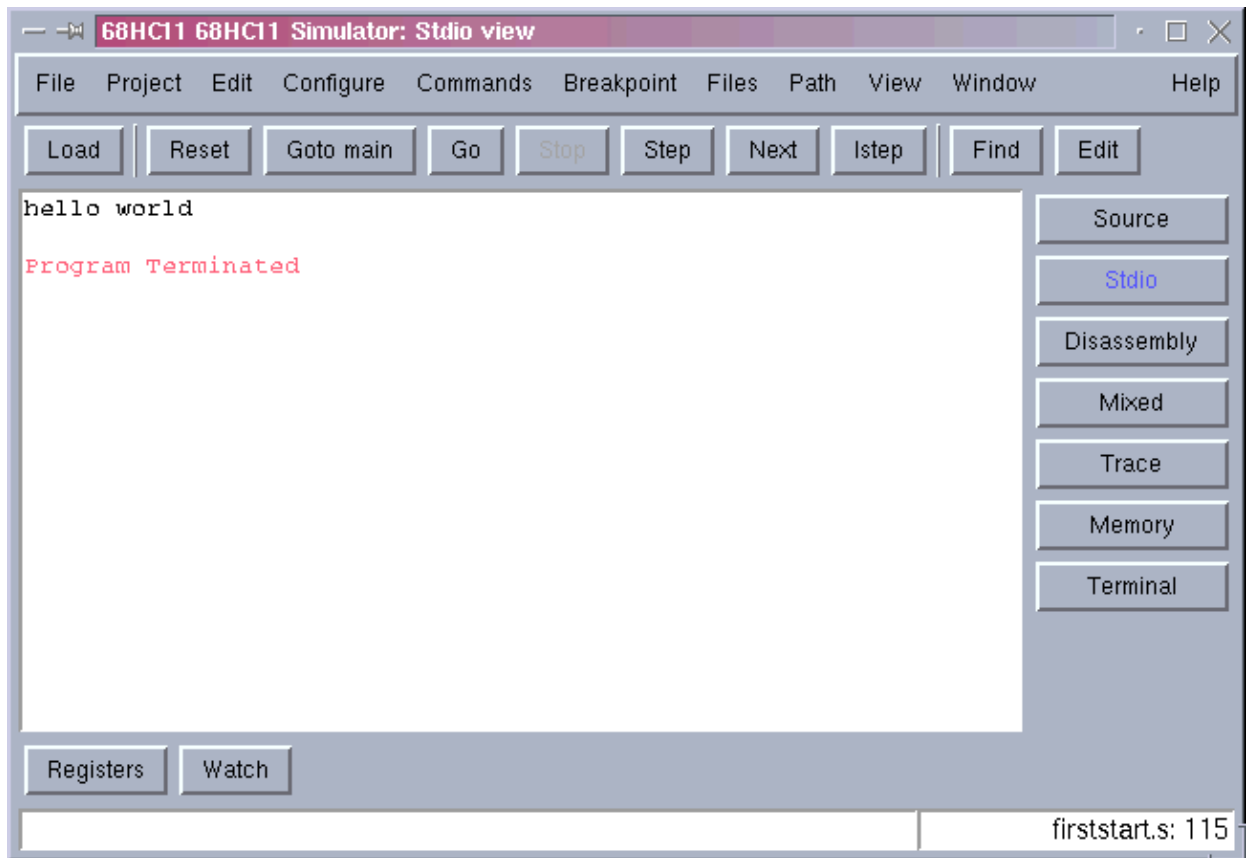 68HC11 68HC11 Simulator: Stdio view
File Project Edit Configure Commands Breakpoint Files Path View Window Help
Load Reset Goto main Go Stop Step Next Istep Find Edit
hello world
Program Terminated
Source
Stdio
Disassembly
Mixed
Trace
Memory
Terminal
Registers Watch
firststart.s: 115